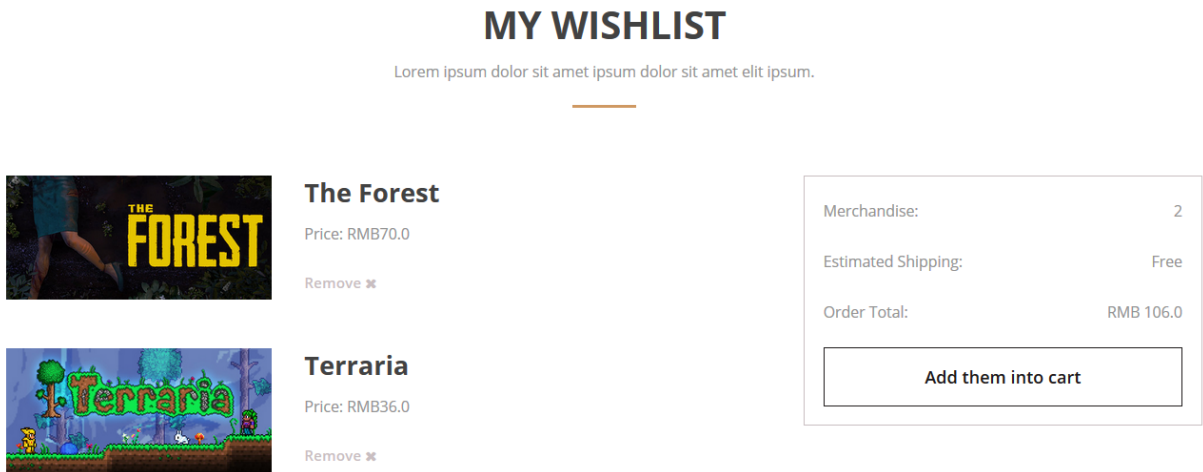 MY WISHLIST
Lorem ipsum dolor sit amet ipsum dolor sit amet elit ipsum.
THE
FOREST
The Forest
Price: RMB70.0
Remove ✖
Terraria
Terraria
Price: RMB36.0
Remove ✖
Merchandise: 2
Estimated Shipping: Free
Order Total: RMB 106.0
Add them into cart